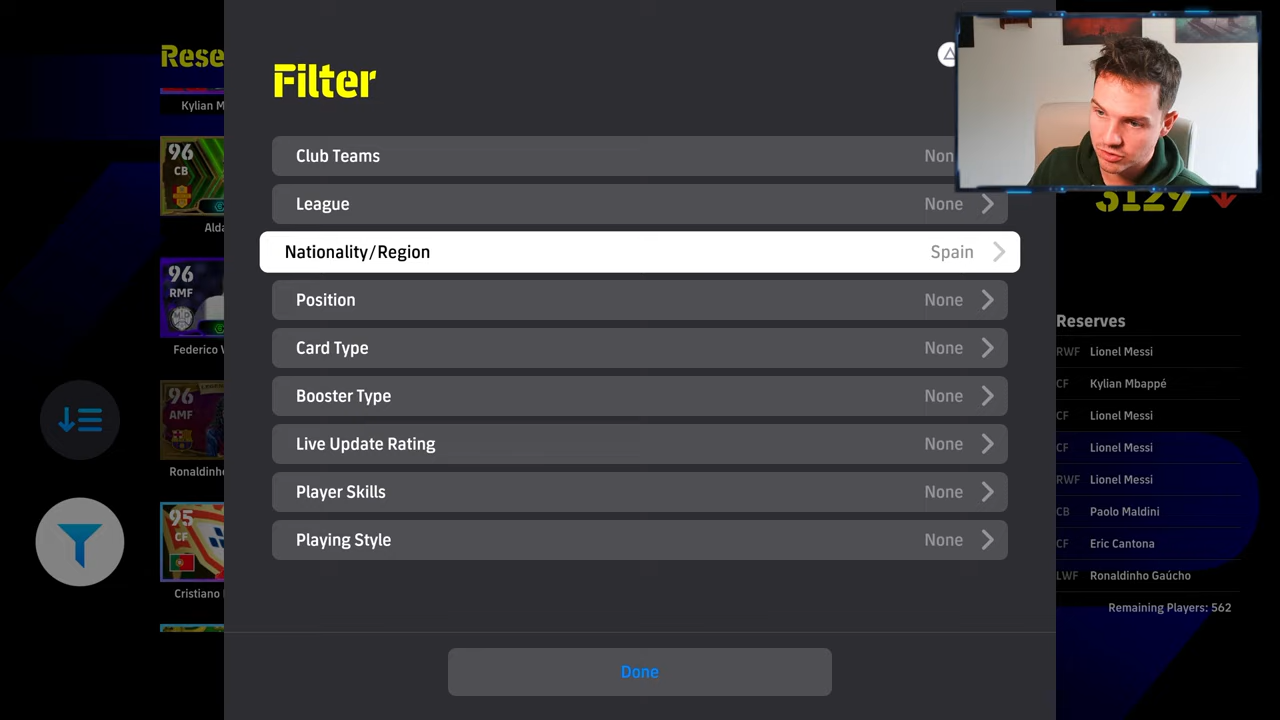 Filter
Club Teams
League None
Nationality/Region Spain
Position None
Card Type None
Booster Type None
Live Update Rating None
Player Skills None
Playing Style None
Done
96
CB
96
RMF
Federico
96
AMF
95
CF
Cristiano
3129
Reserves
RWF Lionel Messi
CF Kylian Mbappé
CF Lionel Messi
CF Lionel Messi
RWF Lionel Messi
CB Paolo Maldini
CF Eric Cantona
LWF Ronaldinho Gaúcho
Remaining Players: 562